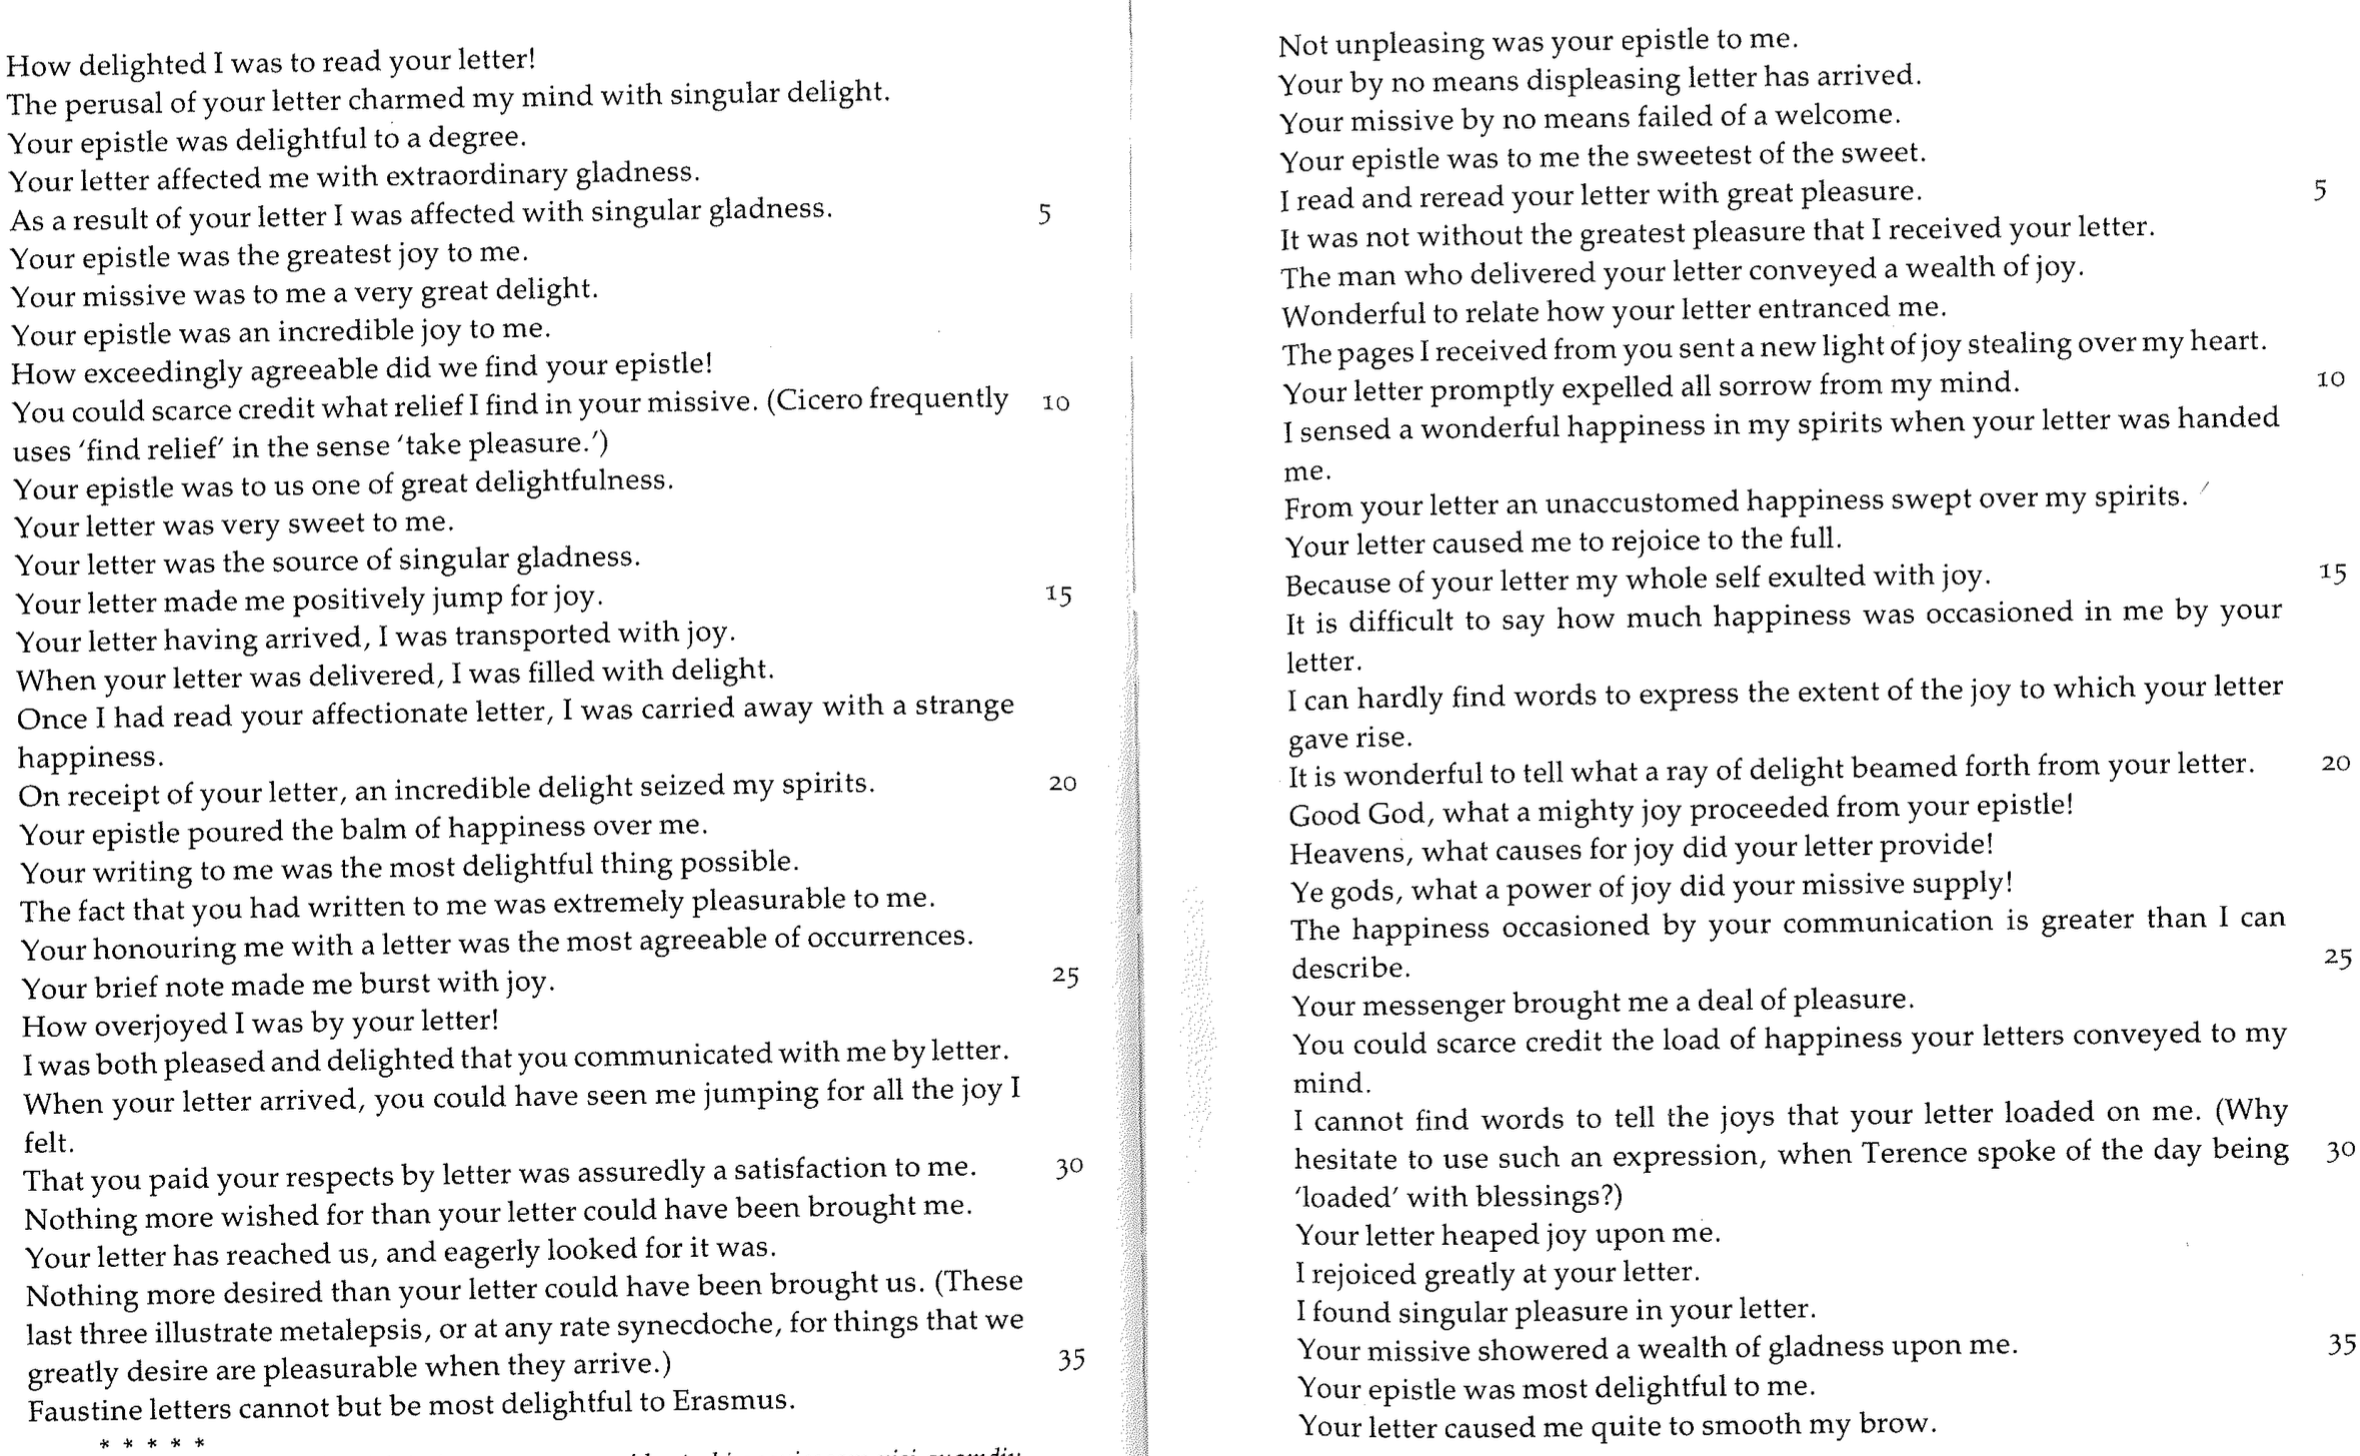 How delighted I was to read your letter!
The perusal of your letter charmed my mind with singular delight.
Your epistle was delightful to a degree.
Your letter affected me with extraordinary gladness.
As a result of your letter I was affected with singular gladness. 5
Your epistle was the greatest joy to me.
Your missive was to me a very great delight.
Your epistle was an incredible joy to me.
How exceedingly agreeable did we find your epistle!
You could scarce credit what relief I find in your missive. (Cicero frequently 10
uses ‘find relief’ in the sense ‘take pleasure.’)
Your epistle was to us one of great delightfulness.
Your letter was very sweet to me.
Your letter was the source of singular gladness.
Your letter made me positively jump for joy. 15
Your letter having arrived, I was transported with joy.
When your letter was delivered, I was filled with delight.
Once I had read your affectionate letter, I was carried away with a strange
happiness.
On receipt of your letter, an incredible delight seized my spirits. 20
Your epistle poured the balm of happiness over me.
Your writing to me was the most delightful thing possible.
The fact that you had written to me was extremely pleasurable to me.
Your honouring me with a letter was the most agreeable of occurrences.
Your brief note made me burst with joy. 25
How overjoyed I was by your letter!
I was both pleased and delighted that you communicated with me by letter.
When your letter arrived, you could have seen me jumping for all the joy I
felt.
That you paid your respects by letter was assuredly a satisfaction to me. 30
Nothing more wished for than your letter could have been brought me.
Your letter has reached us, and eagerly looked for it was.
Nothing more desired than your letter could have been brought us. (These
last three illustrate metalepsis, or at any rate synecdoche, for things that we
greatly desire are pleasurable when they arrive.) 35
Faustine letters cannot but be most delightful to Erasmus.
* * * * *
Not unpleasing was your epistle to me.
Your by no means displeasing letter has arrived.
Your missive by no means failed of a welcome.
Your epistle was to me the sweetest of the sweet.
I read and reread your letter with great pleasure. 5
It was not without the greatest pleasure that I received your letter.
The man who delivered your letter conveyed a wealth of joy.
Wonderful to relate how your letter entranced me.
The pages I received from you sent a new light of joy stealing over my heart.
Your letter promptly expelled all sorrow from my mind. 10
I sensed a wonderful happiness in my spirits when your letter was handed
me.
From your letter an unaccustomed happiness swept over my spirits.
Your letter caused me to rejoice to the full.
Because of your letter my whole self exulted with joy. 15
It is difficult to say how much happiness was occasioned in me by your
letter.
I can hardly find words to express the extent of the joy to which your letter
gave rise.
It is wonderful to tell what a ray of delight beamed forth from your letter. 20
Good God, what a mighty joy proceeded from your epistle!
Heavens, what causes for joy did your letter provide!
Ye gods, what a power of joy did your missive supply!
The happiness occasioned by your communication is greater than I can
describe. 25
Your messenger brought me a deal of pleasure.
You could scarce credit the load of happiness your letters conveyed to my
mind.
I cannot find words to tell the joys that your letter loaded on me. (Why
hesitate to use such an expression, when Terence spoke of the day being 30
‘loaded’ with blessings?)
Your letter heaped joy upon me.
I rejoiced greatly at your letter.
I found singular pleasure in your letter.
Your missive showered a wealth of gladness upon me. 35
Your epistle was most delightful to me.
Your letter caused me quite to smooth my brow.